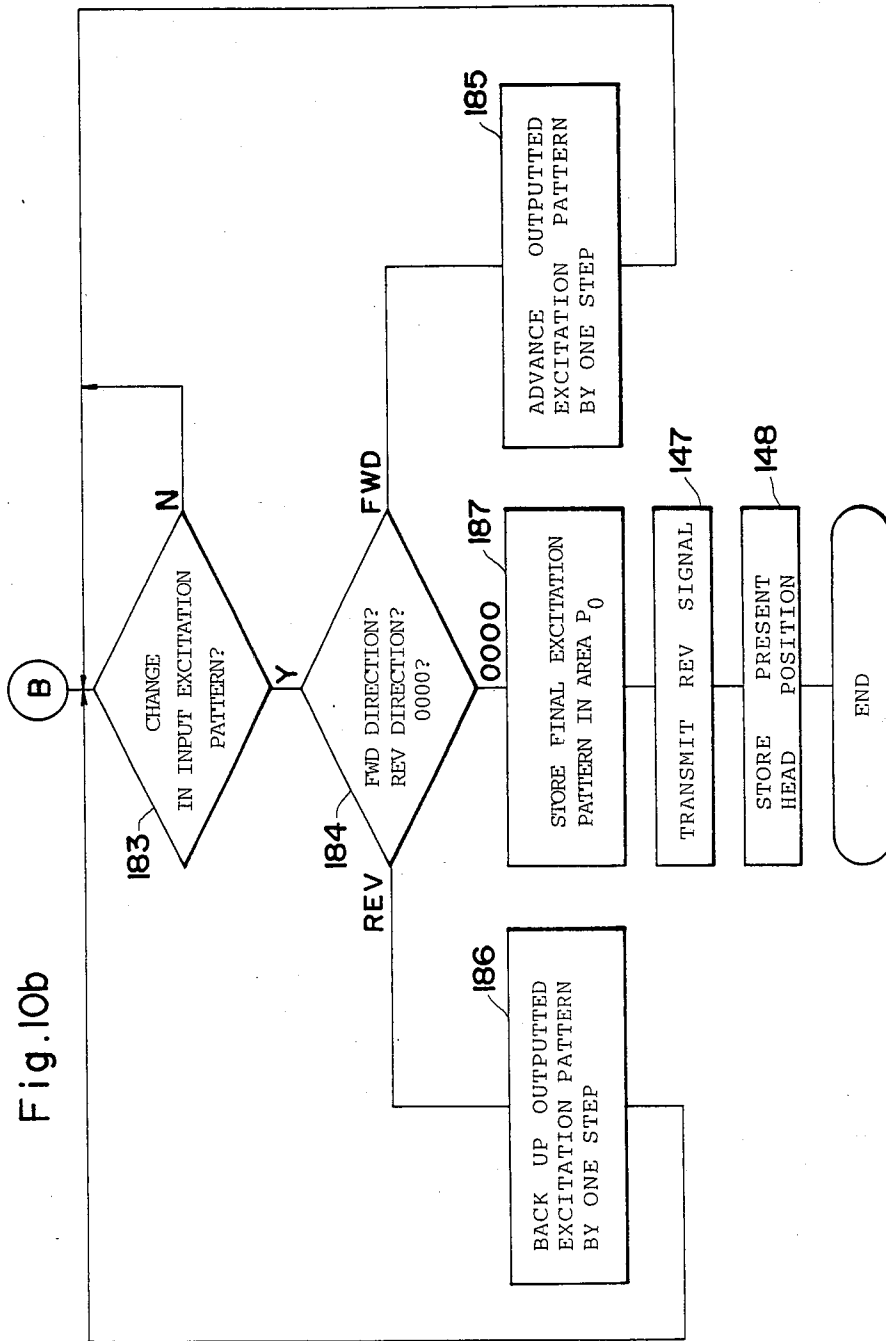 Fig.10b
B
183
CHANGE
IN INPUT EXCITATION
PATTERN?
N
Y
184
FWD DIRECTION?
REV DIRECTION?
0000?
REV
FWD
0000
186
BACK UP OUTPUTTED
EXCITATION PATTERN
BY ONE STEP
187
STORE FINAL EXCITATION
PATTERN IN AREA P0
185
ADVANCE OUTPUTTED
EXCITATION PATTERN
BY ONE STEP
147
TRANSMIT REV SIGNAL
148
STORE PRESENT
HEAD POSITION
END